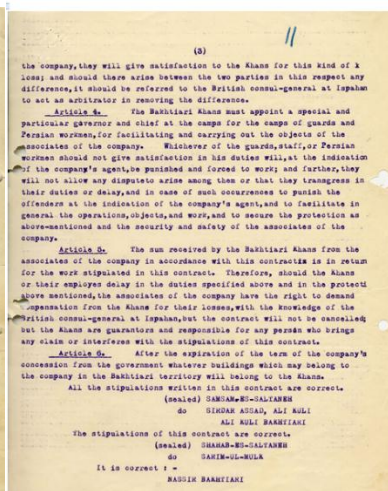 11
(3)
the company,they will give satisfaction to the Khans for this kind of x
loss; and should there arise between the two parties in this respect any
difference,it should be referred to the British consul-general at Ispahan
to act as arbitrator in removing the difference.
Article 4. The Bakhtiari Khans must appoint a special and
particular governor and chief at the camps for the camps of guards and
Persian workmen,for facilitating and carrying out the objects of the
associates of the company. Whichever of the guards,staff,or Persian
workmen should not give satisfaction in his duties will,at the indication
of the company's agent,be punished and forced to work; and further,they
will not allow any disputeto arise among them or that they transgress in
their duties or delay,and in case of such occurrences to punish the
offenders at the indication of the company's agent,and to facilitate in
general the operations,objects,and work,and to secure the protection as
above-mentioned and the security and safety of the associates of the
company.
Article 5. The sum received by the Bakhtiari Khans from the
associates of the company in accordance with this contractix is in return
for the work stipulated in this contract. Therefore, should the Khans
or their employes delay in the duties specified above and in the protecti
above mentioned,the associates of the company have the right to demand
compensation from the Khans for their losses,with the knowledge of the
British consul-general at Ispahan,but the contract will not be cancelled;
but the Khans are guarantors and responsible for any persán who brings
any claim or interferes with the stipulations of this contract.
Article 6. After the expiration of the term of the company's
concession from the government whatever buildings which may belong to
the company in the Bakhtiari territory will belong to the Khans.
All the stipulations written in this contract are correct.
(sealed) SAMSAM-ES-SALTANEH
do SIRDAR ASSAD, ALI KULI
ALI KULI BAKHTIARI
The stipulations of this contract are correct.
(sealed) SHAHAB-ES-SALTANEH
do SARIM-UL-MULK
It is correct : -
NASSIR BAKHTIARI